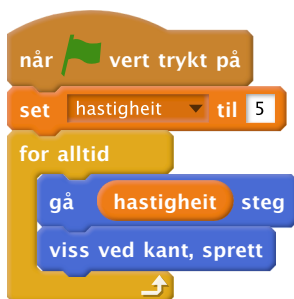 når vert trykt på
set hastigheit til 5
for alltid
gå hastigheit steg
viss ved kant, sprett